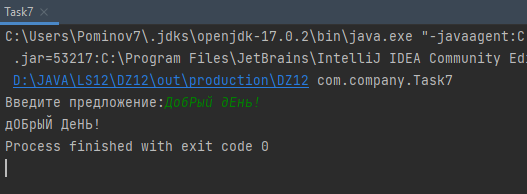 Task7 ×
C:\Users\Pominov7\.jdks\openjdk-17.0.2\bin\java.exe "-javaagent:C
.jar=53217:C:\Program Files\JetBrains\IntelliJ IDEA Community Edi
D:\JAVA\LS12\DZ12\out\production\DZ12 com.company.Task7
Введите предложение:ДобРый дЕнь!
дОБрЫЙ ДеНЬ!
Process finished with exit code 0